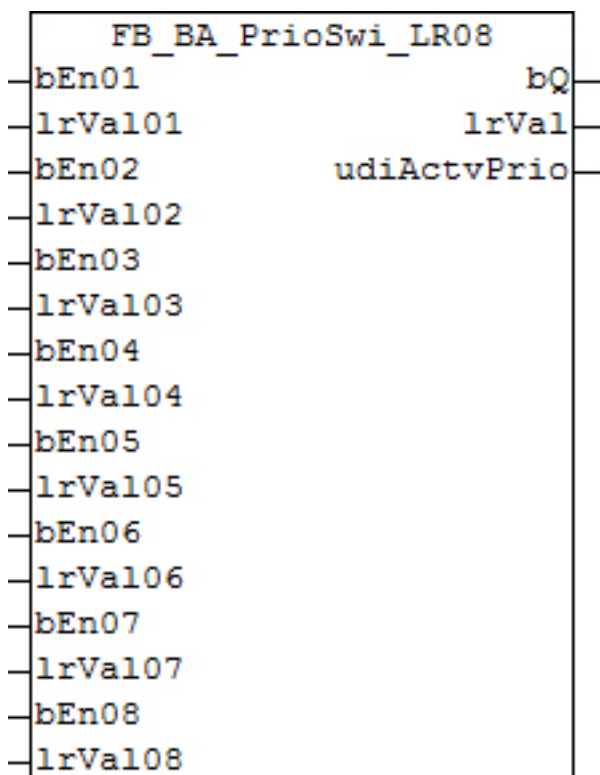 FB_BA_PrioSwi_LR08
bEn01 bQ
lrVal01 lrVal
bEn02 udiActvPrio
lrVal02
bEn03
lrVal03
bEn04
lrVal04
bEn05
lrVal05
bEn06
lrVal06
bEn07
lrVal07
bEn08
lrVal08